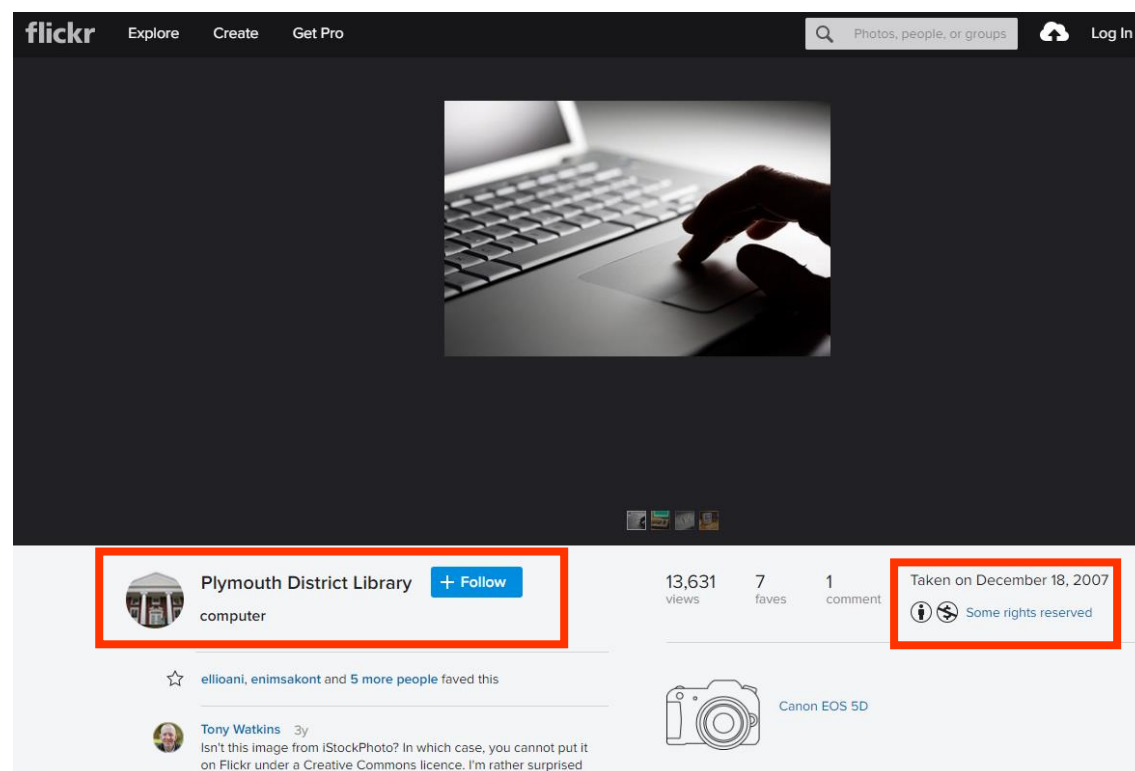 flickr Explore Create Get Pro Photos, people, or groups Log In
Plymouth District Library + Follow
computer
13,631 views
7 faves
1 comment
Taken on December 18, 2007
Some rights reserved
ellioani, enimsakont and 5 more people faved this
Canon EOS 5D
Tony Watkins 3y
Isn't this image from iStockPhoto? In which case, you cannot put it
on Flickr under a Creative Commons licence. I'm rather surprised